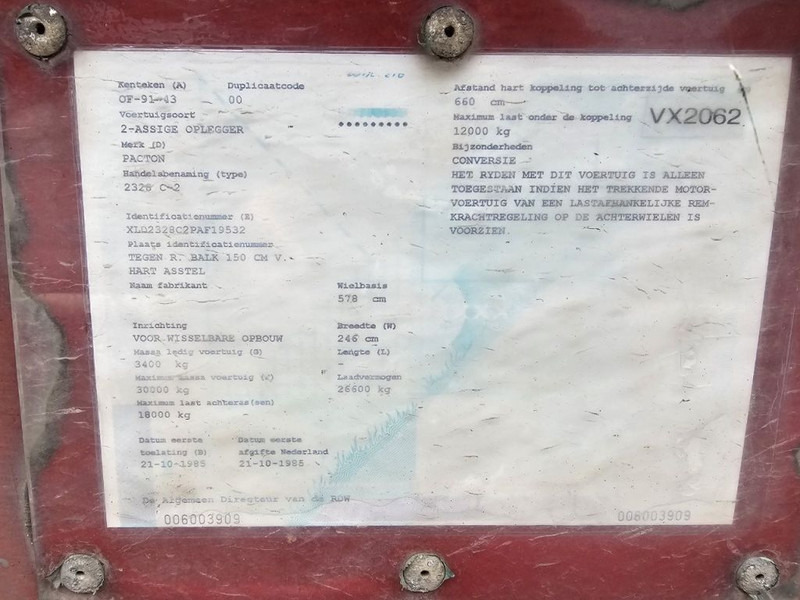 Kenteken (A) Duplicaatcode
OF-91-43 00
Voertuigsoort
2-ASSIGE OPLEGGER
Merk (D)
PACTON
Handelsbenaming (type)
2328 C-2
Identificatienummer (E)
XLD2328C2PAF19532
Plaats identificatienummer
TEGEN R. BALK 150 CM V.
HART ASSTEL
Naam fabrikant Wielbasis
- 578 cm
Inrichting Breedte (W)
VOOR WISSELBARE OPBOUW 246 cm
Massa ledig voertuig (G) Lengte (L)
3400 kg -
Maximum massa voertuig (V) Laadvermogen
30000 kg 26600 kg
Maximum last achteras(sen)
18000 kg
Datum eerste Datum eerste
toelating (B) afgifte Nederland
21-10-1985 21-10-1985
De Algemeen Directeur van de RDW
006003909
Afstand hart koppeling tot achterzijde voertuig
660 cm
Maximum last onder de koppeling VX2062
12000 kg
Bijzonderheden
CONVERSIE
HET RYDEN MET DIT VOERTUIG IS ALLEEN
TOEGESTAAN INDIEN HET TREKKENDE MOTOR-
VOERTUIG VAN EEN LASTAFHANKELIJKE REM-
KRACHTREGELING OP DE ACHTERWIELEN IS
VOORZIEN.
006003909